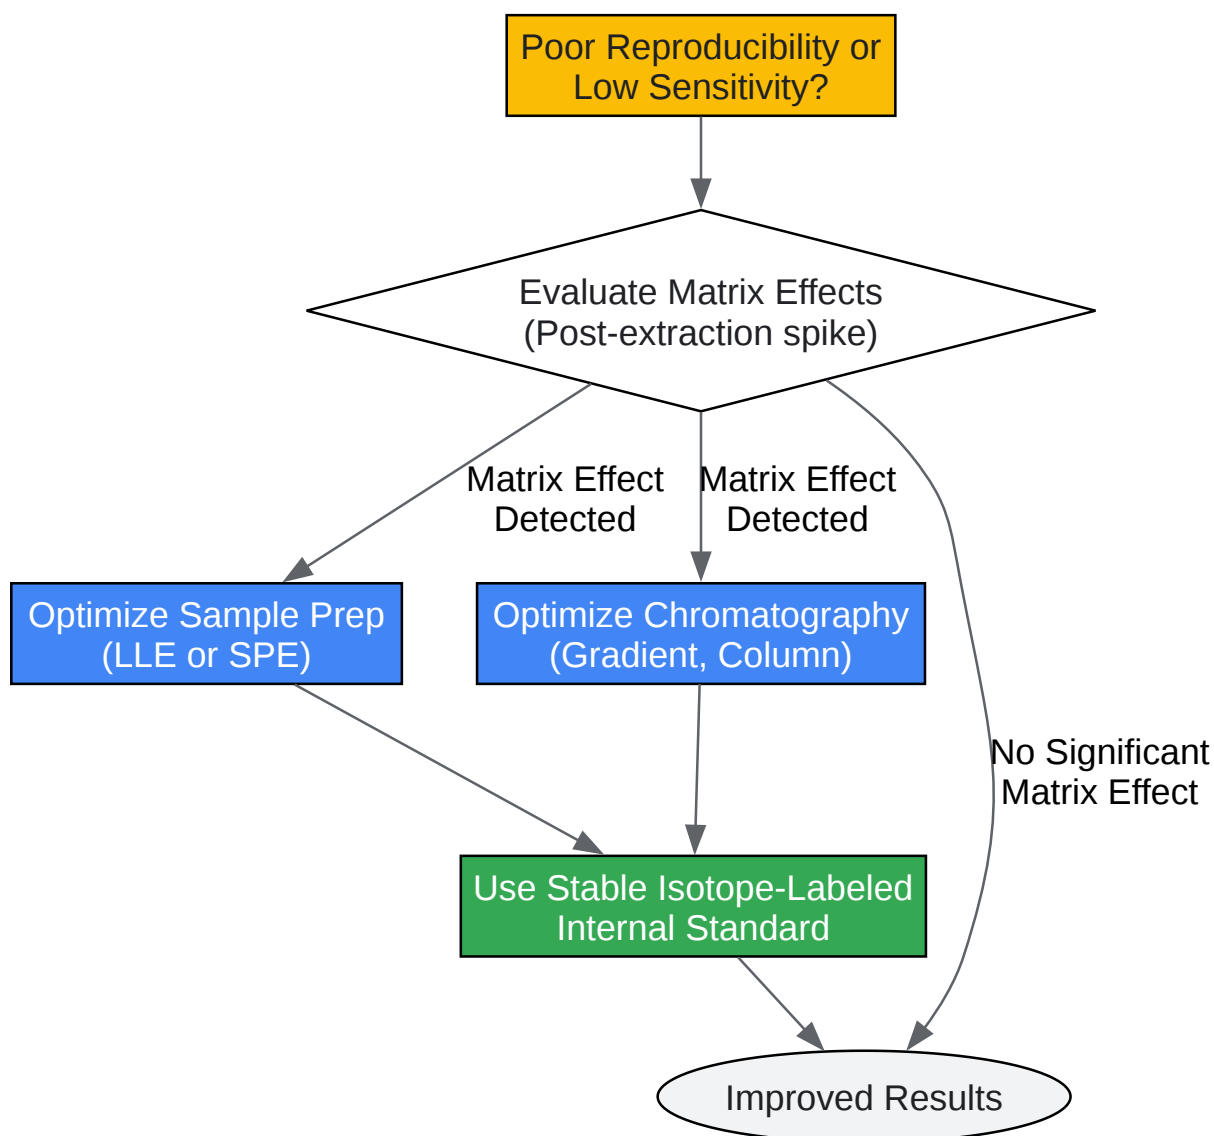 Poor Reproducibility or
Low Sensitivity?
Evaluate Matrix Effects
(Post-extraction spike)
Matrix Effect
Detected
Matrix Effect
Detected
Optimize Sample Prep
(LLE or SPE)
Optimize Chromatography
(Gradient, Column)
No Significant
Matrix Effect
Use Stable Isotope-Labeled
Internal Standard
Improved Results